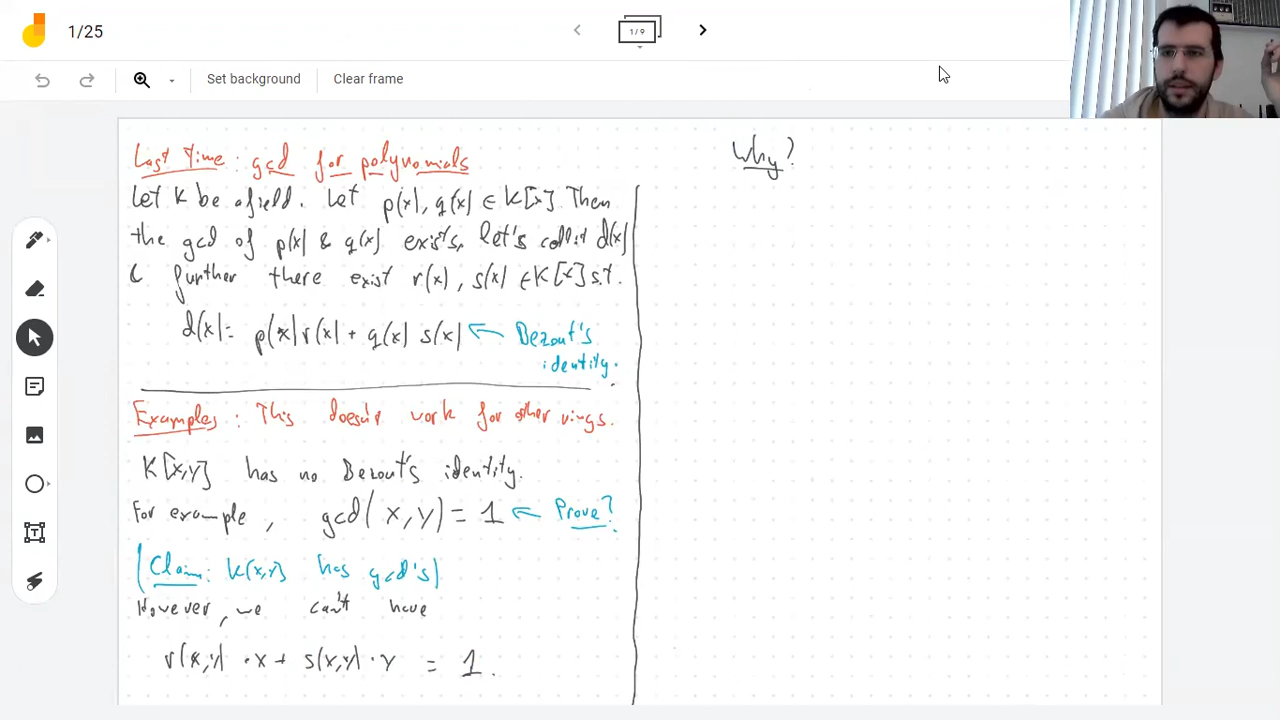 1/25
1/9
Set background
Clear frame
Last Time: gcd for polynomials
Let K be a field. Let p(x), q(x) ∈ K[x]. Then
the gcd of p(x) & q(x) exists, let's call it d(x)
& further there exist r(x), s(x) ∈ K[x] s.t.
d(x) = p(x) r(x) + q(x) s(x) ← Bezout's
identity.
Examples: This doesn't work for other rings.
K[x,y] has no Bezout's identity.
For example, gcd(x,y) = 1 ← Prove?
(Claim: K[x,y] has gcd's)
However, we can't have
r(x,y) · x + s(x,y) · y = 1.
Why?